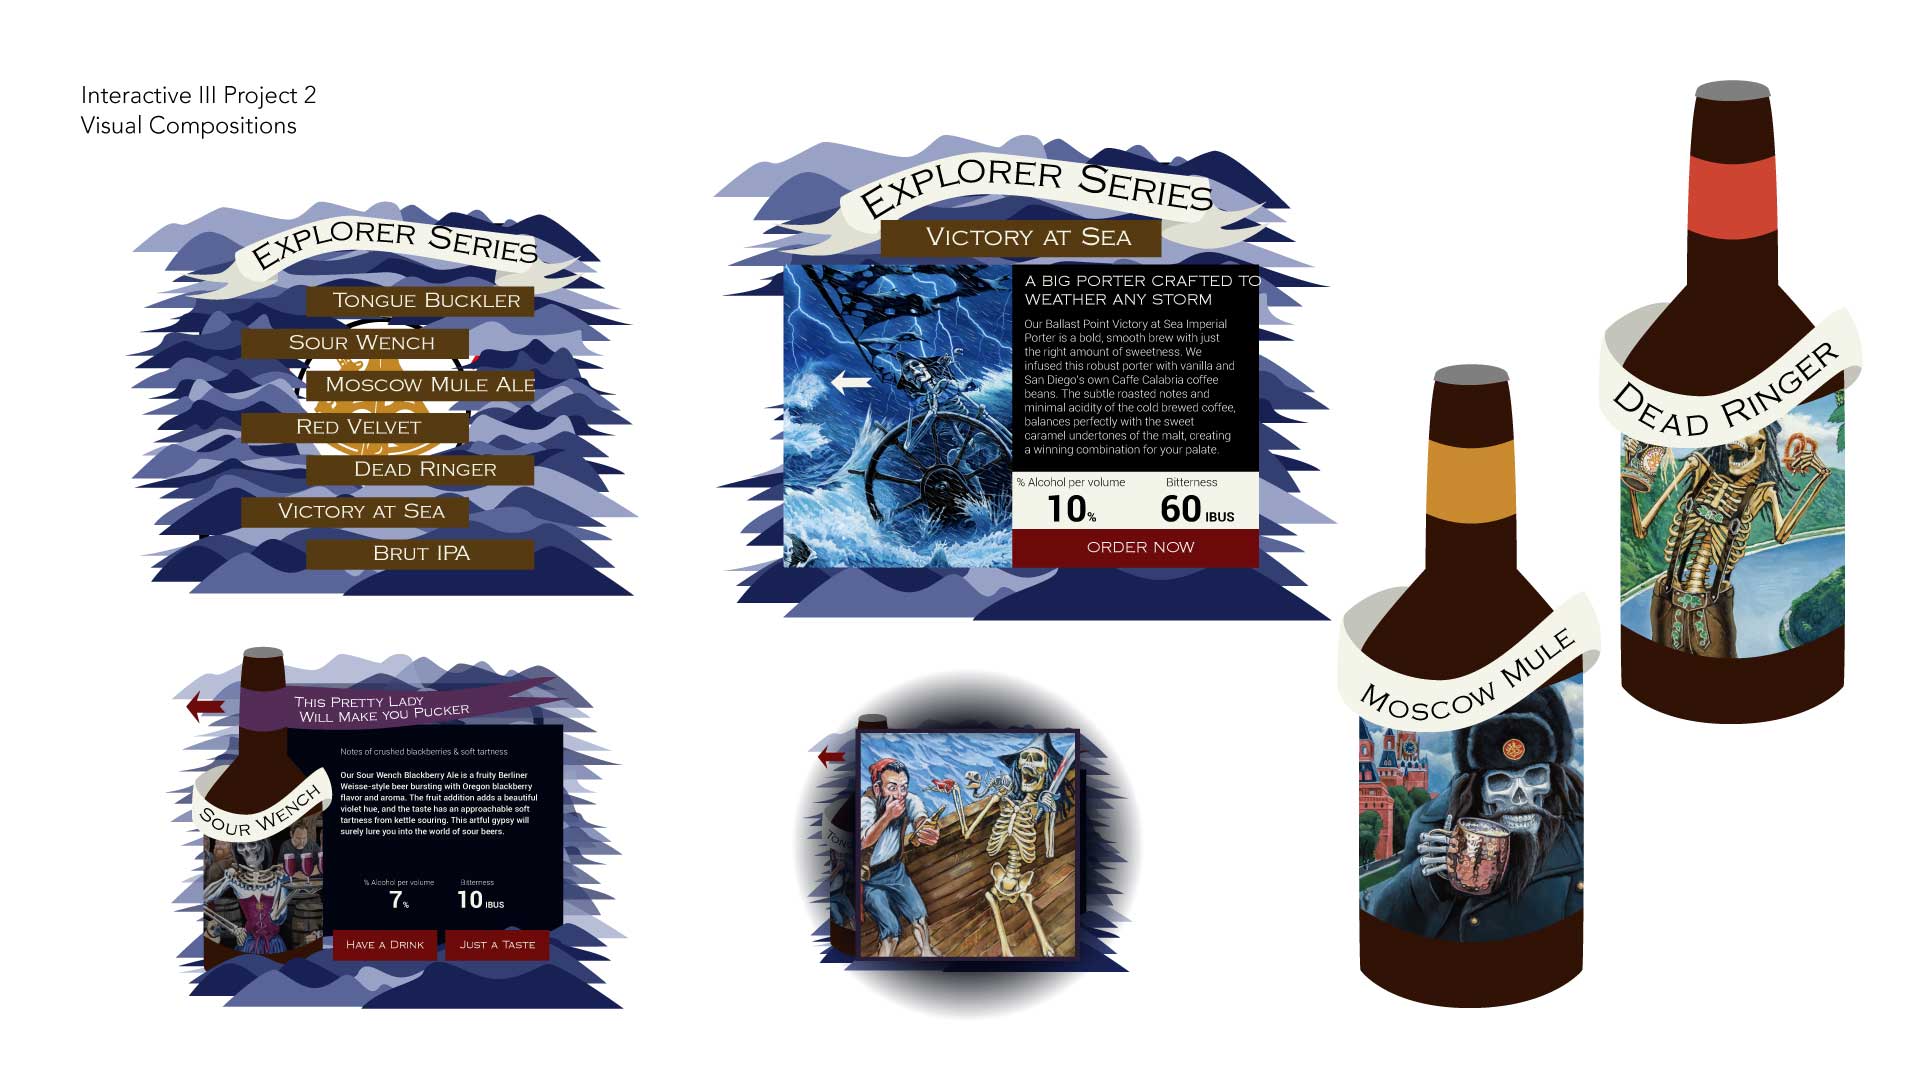 Interactive III Project 2
Visual Compositions
Explorer Series
Tongue Buckler
Sour Wench
Moscow Mule Ale
Red Velvet
Dead Ringer
Victory at Sea
Brut IPA
Explorer Series
Victory at Sea
A BIG PORTER CRAFTED TO
WEATHER ANY STORM
Our Ballast Point Victory at Sea Imperial
Porter is a bold, smooth brew with just
the right amount of sweetness. We
infused this robust porter with vanilla and
San Diego's own Caffe Calabria coffee
beans. The subtle roasted notes and
minimal acidity of the cold brewed coffee,
balances perfectly with the sweet
caramel undertones of the malt, creating
a winning combination for your palate.
% Alcohol per volume
10%
Bitterness
60 IBUS
ORDER NOW
This Pretty Lady
Will Make you Pucker
Notes of crushed blackberries & soft tartness
Our Sour Wench Blackberry Ale is a fruity Berliner
Weisse-style beer bursting with Oregon blackberry
flavor and aroma. The fruit addition adds a beautiful
violet hue, and the taste has an approachable soft
tartness from kettle souring. This artful gypsy will
surely lure you into the world of sour beers.
% Alcohol per volume
7%
Bitterness
10 IBUS
Have a Drink
Just a Taste
Sour Wench
Moscow Mule
Dead Ringer